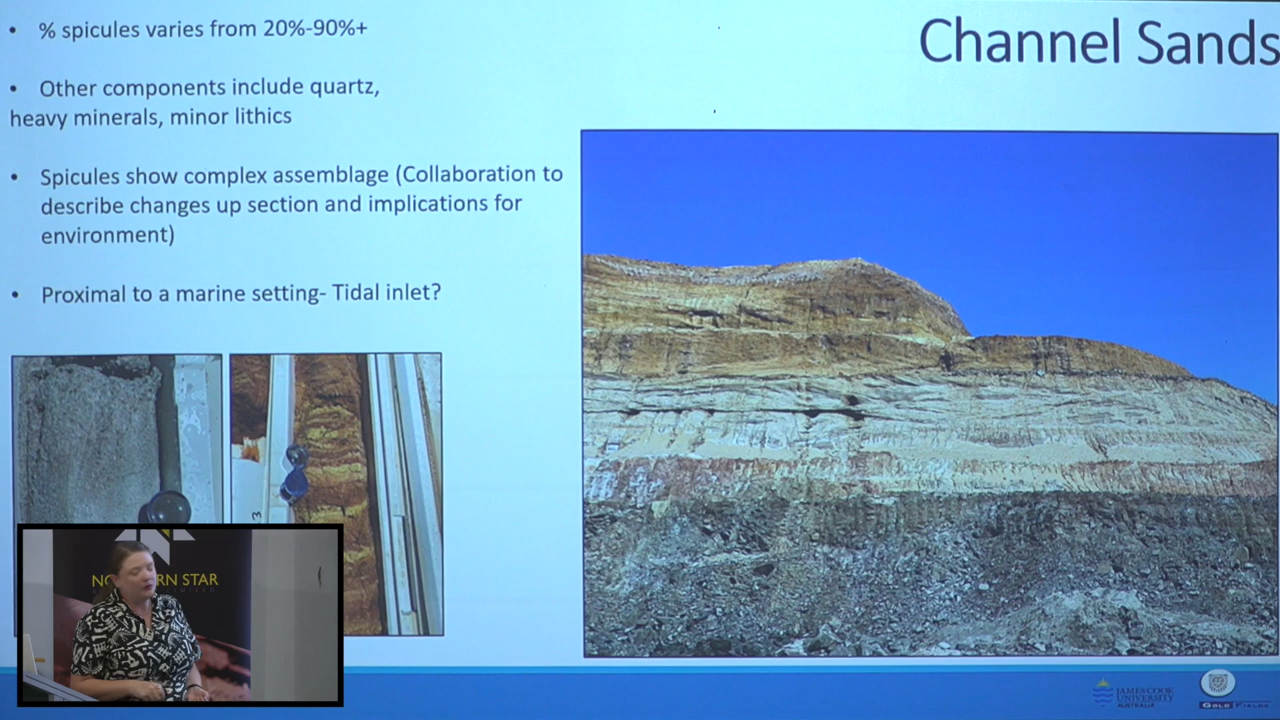 Channel Sands
• % spicules varies from 20%-90%+
• Other components include quartz,
heavy minerals, minor lithics
• Spicules show complex assemblage (Collaboration to
describe changes up section and implications for
environment)
• Proximal to a marine setting- Tidal inlet?
3
STAR
JAMES COOK
UNIVERSITY
AUSTRALIA
GOLD FIELDS